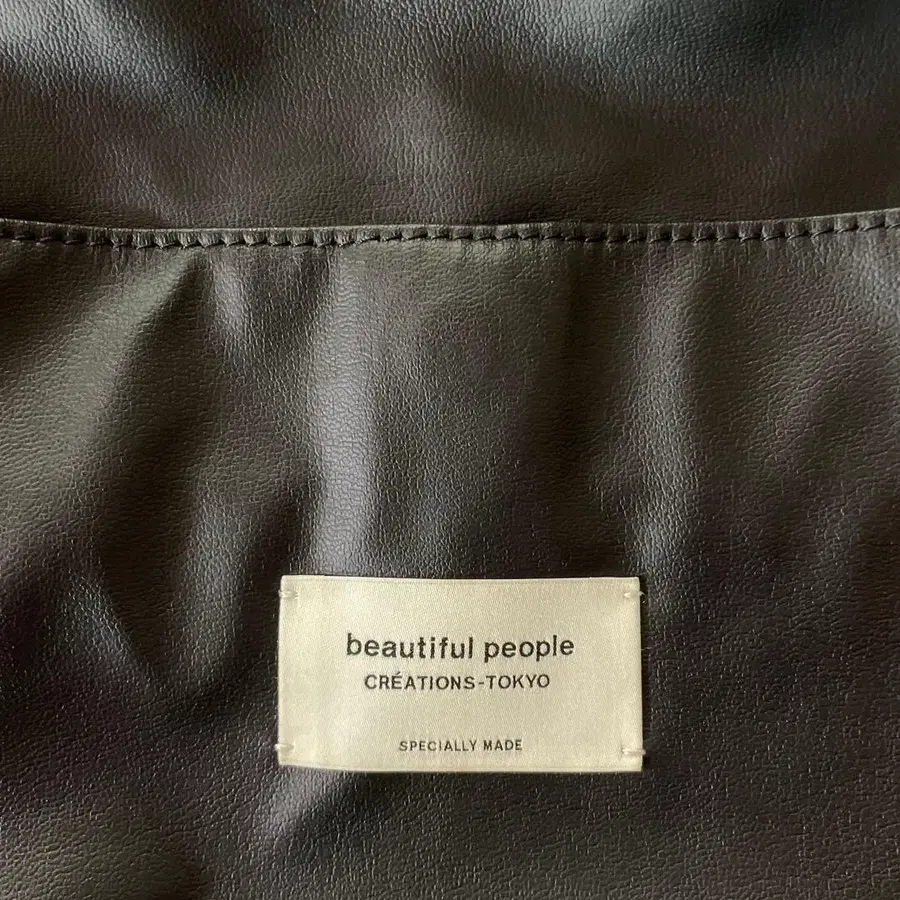 beautiful people
CRÉATIONS-TOKYO
SPECIALLY MADE